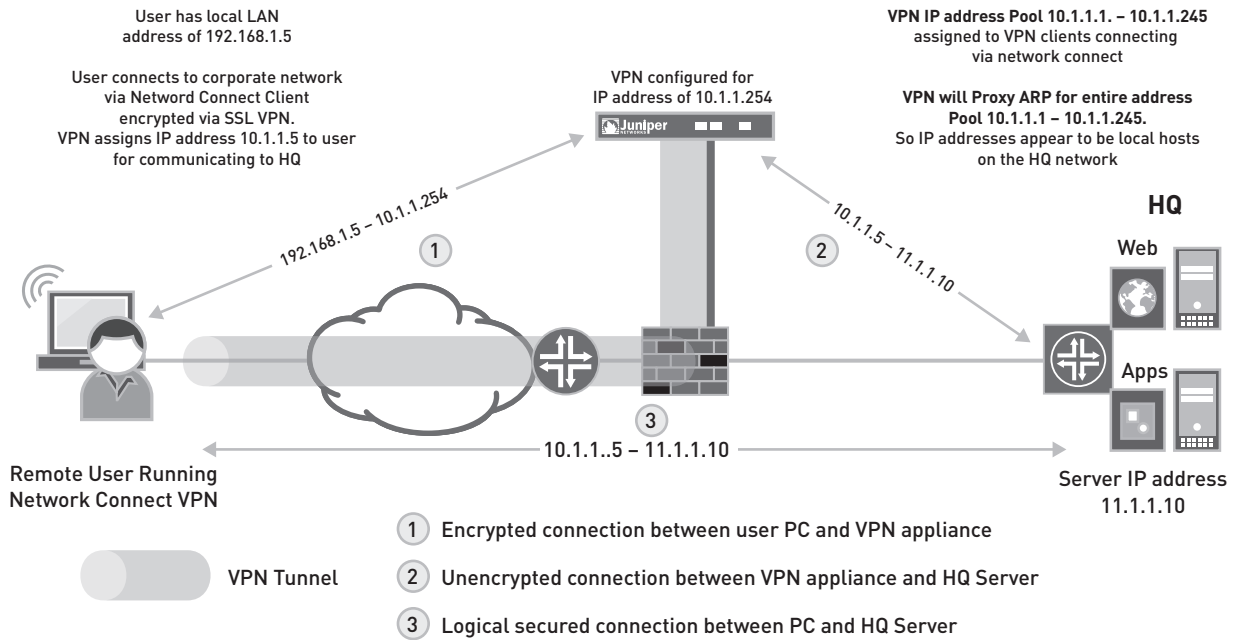 User has local LAN
address of 192.168.1.5
User connects to corporate network
via Netword Connect Client
encrypted via SSL VPN.
VPN assigns IP address 10.1.1.5 to user
for communicating to HQ
VPN configured for
IP address of 10.1.1.254
Juniper
NETWORKS
VPN IP address Pool 10.1.1.1. – 10.1.1.245
assigned to VPN clients connecting
via network connect
VPN will Proxy ARP for entire address
Pool 10.1.1.1 – 10.1.1.245.
So IP addresses appear to be local hosts
on the HQ network
192.168.1.5 – 10.1.1.254
1
10.1.1.5 – 11.1.1.10
2
HQ
Web
Apps
3
10.1.1..5 – 11.1.1.10
Remote User Running
Network Connect VPN
Server IP address
11.1.1.10
VPN Tunnel
1 Encrypted connection between user PC and VPN appliance
2 Unencrypted connection between VPN appliance and HQ Server
3 Logical secured connection between PC and HQ Server